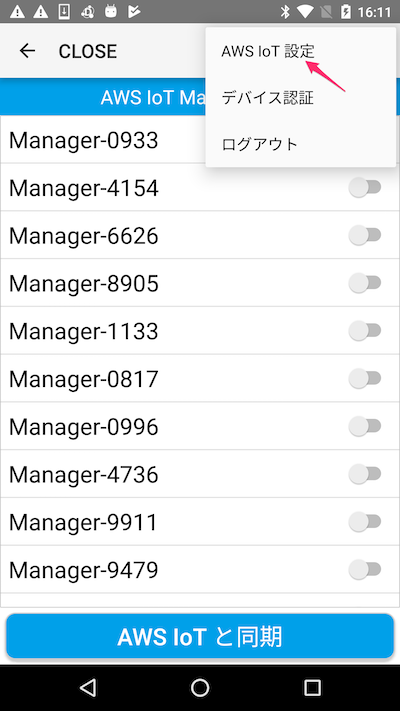 16:11
CLOSE
AWS IoT 設定
デバイス認証
ログアウト
AWS IoT Ma
Manager-0933
Manager-4154
Manager-6626
Manager-8905
Manager-1133
Manager-0817
Manager-0996
Manager-4736
Manager-9911
Manager-9479
AWS IoT と同期